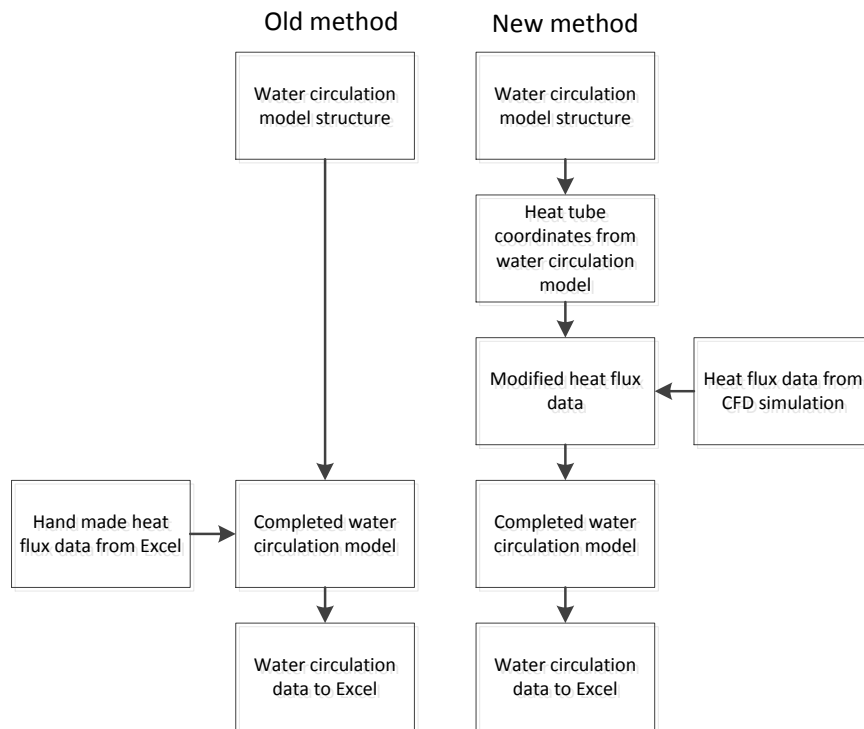 Old method
Water circulation
model structure
Hand made heat
flux data from Excel
Completed water
circulation model
Water circulation
data to Excel
New method
Water circulation
model structure
Heat tube
coordinates from
water circulation
model
Modified heat flux
data
Heat flux data from
CFD simulation
Completed water
circulation model
Water circulation
data to Excel